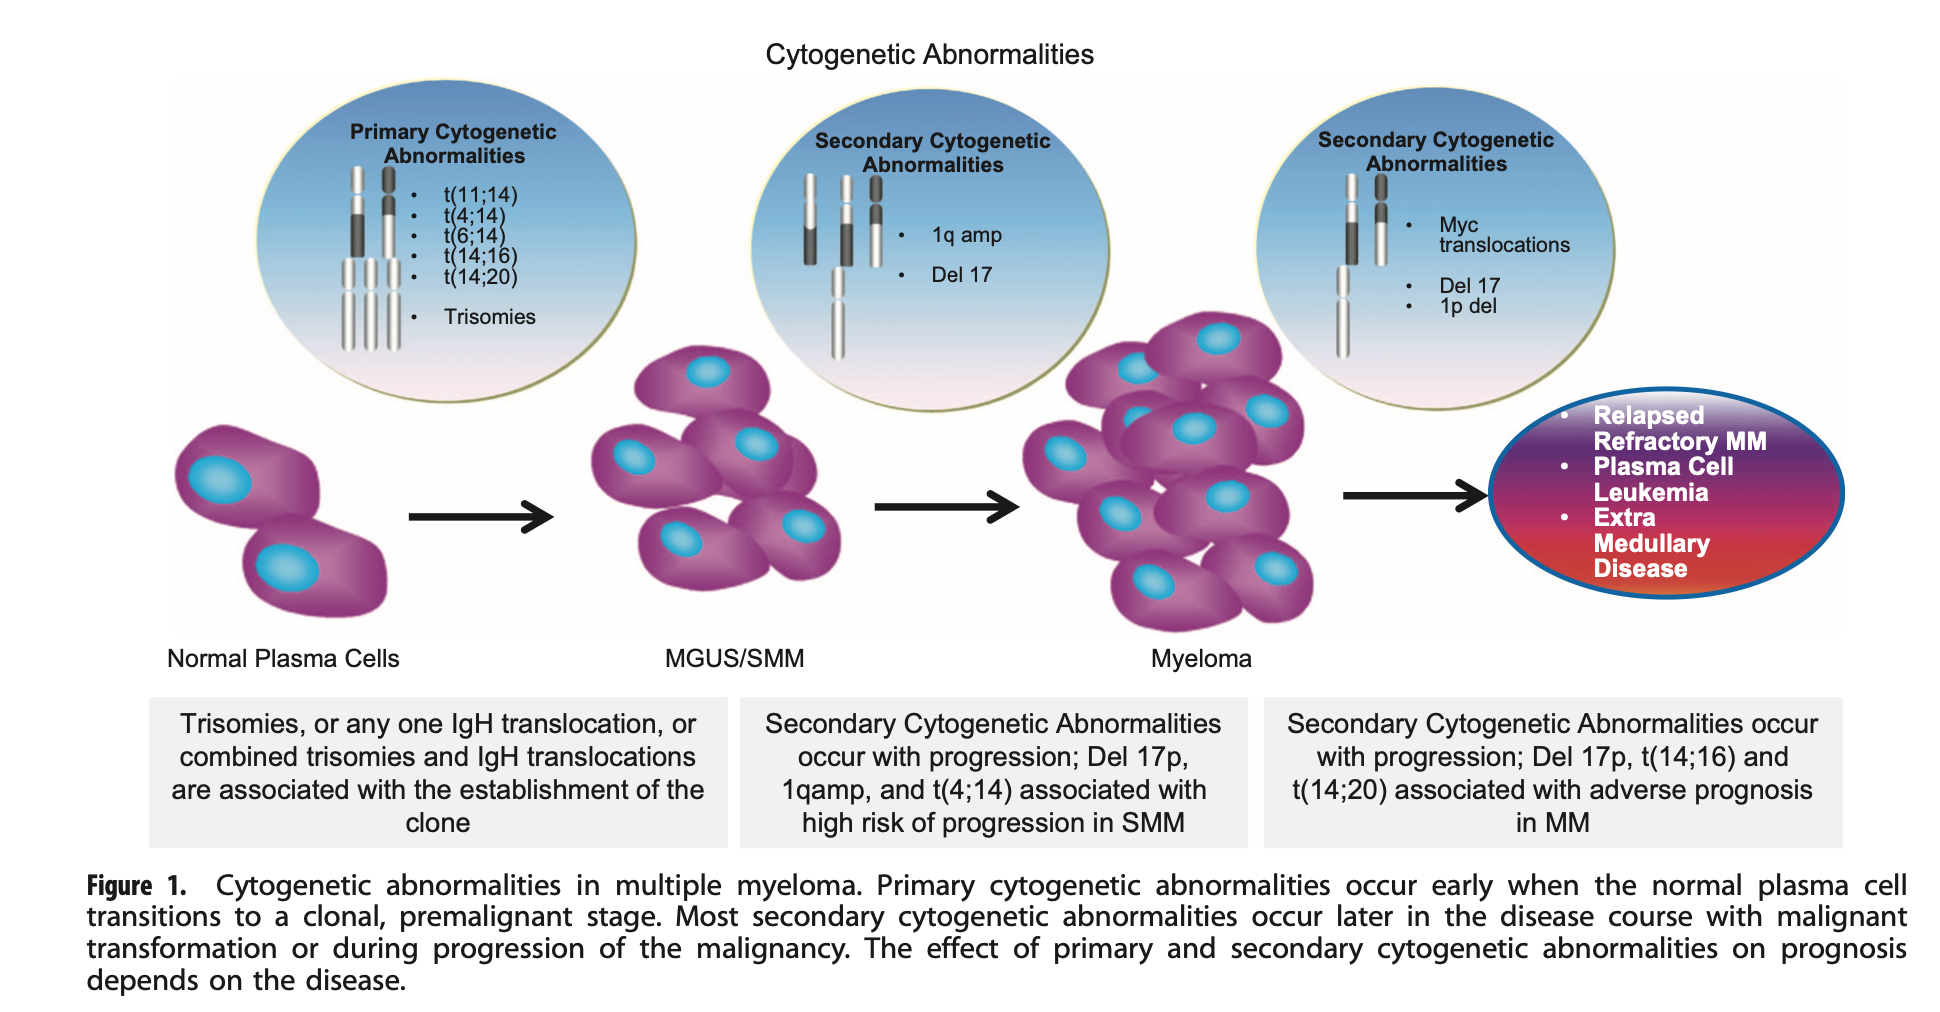 Cytogenetic Abnormalities
Primary Cytogenetic
Abnormalities
• t(11;14)
• t(4;14)
• t(6;14)
• t(14;16)
• t(14;20)
• Trisomies
Secondary Cytogenetic
Abnormalities
• 1q amp
• Del 17
Secondary Cytogenetic
Abnormalities
• Myc
translocations
• Del 17
• 1p del
• Relapsed
Refractory MM
• Plasma Cell
Leukemia
• Extra
Medullary
Disease
Normal Plasma Cells
MGUS/SMM
Myeloma
Trisomies, or any one IgH translocation, or
combined trisomies and IgH translocations
are associated with the establishment of the
clone
Secondary Cytogenetic Abnormalities
occur with progression; Del 17p,
1qamp, and t(4;14) associated with
high risk of progression in SMM
Secondary Cytogenetic Abnormalities occur
with progression; Del 17p, t(14;16) and
t(14;20) associated with adverse prognosis
in MM
Figure 1. Cytogenetic abnormalities in multiple myeloma. Primary cytogenetic abnormalities occur early when the normal plasma cell
transitions to a clonal, premalignant stage. Most secondary cytogenetic abnormalities occur later in the disease course with malignant
transformation or during progression of the malignancy. The effect of primary and secondary cytogenetic abnormalities on prognosis
depends on the disease.